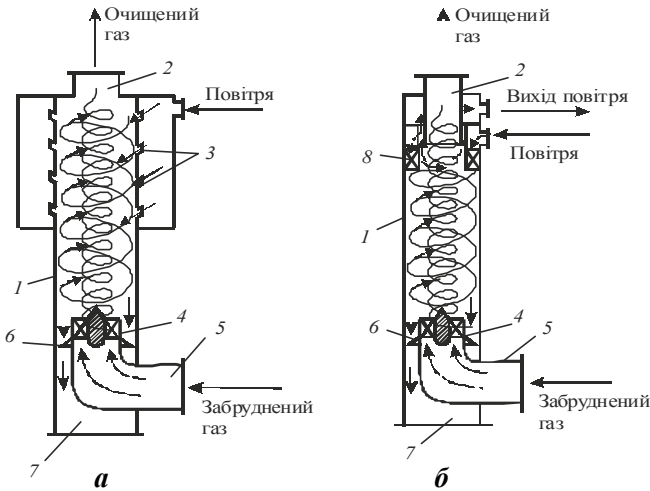 Очищений
газ
2
Повітря
3
1
4
5
6
Забруднений
газ
7
а
Очищений
газ
2
Вихід повітря
8
Повітря
1
4
5
6
Забруднений
газ
7
б